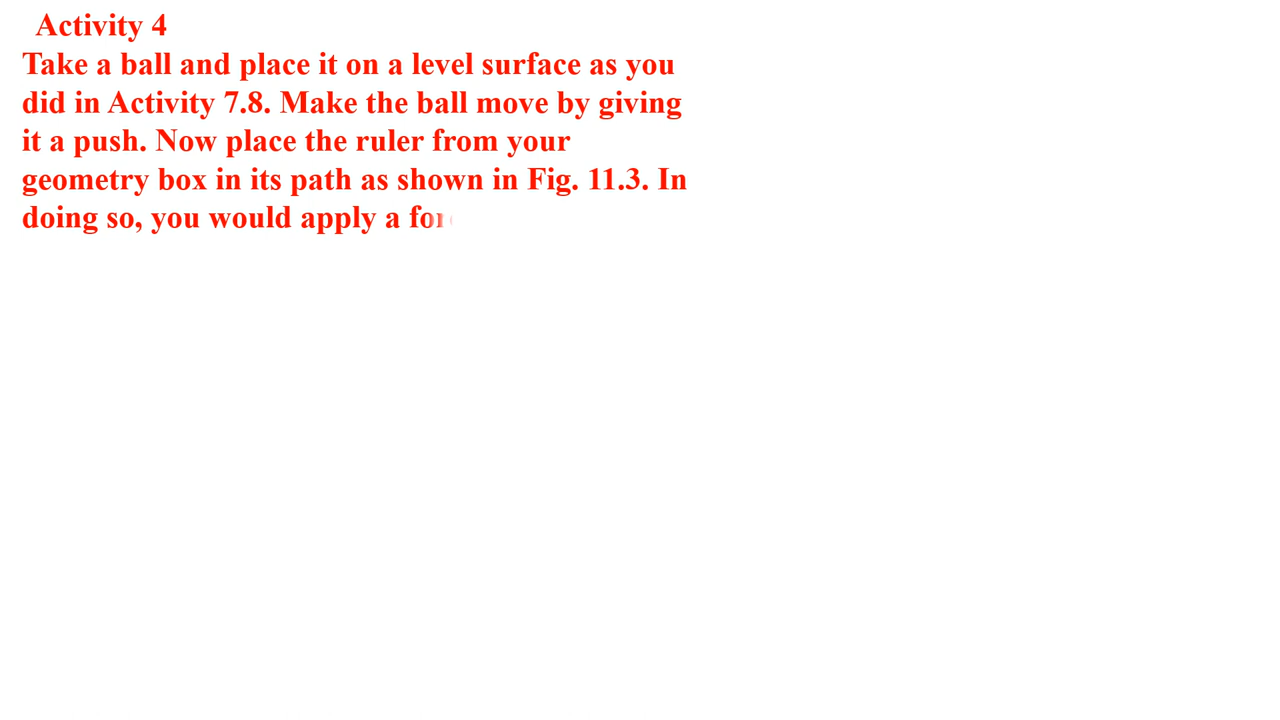 Activity 4
Take a ball and place it on a level surface as you
did in Activity 7.8. Make the ball move by giving
it a push. Now place the ruler from your
geometry box in its path as shown in Fig. 11.3. In
doing so, you would apply a